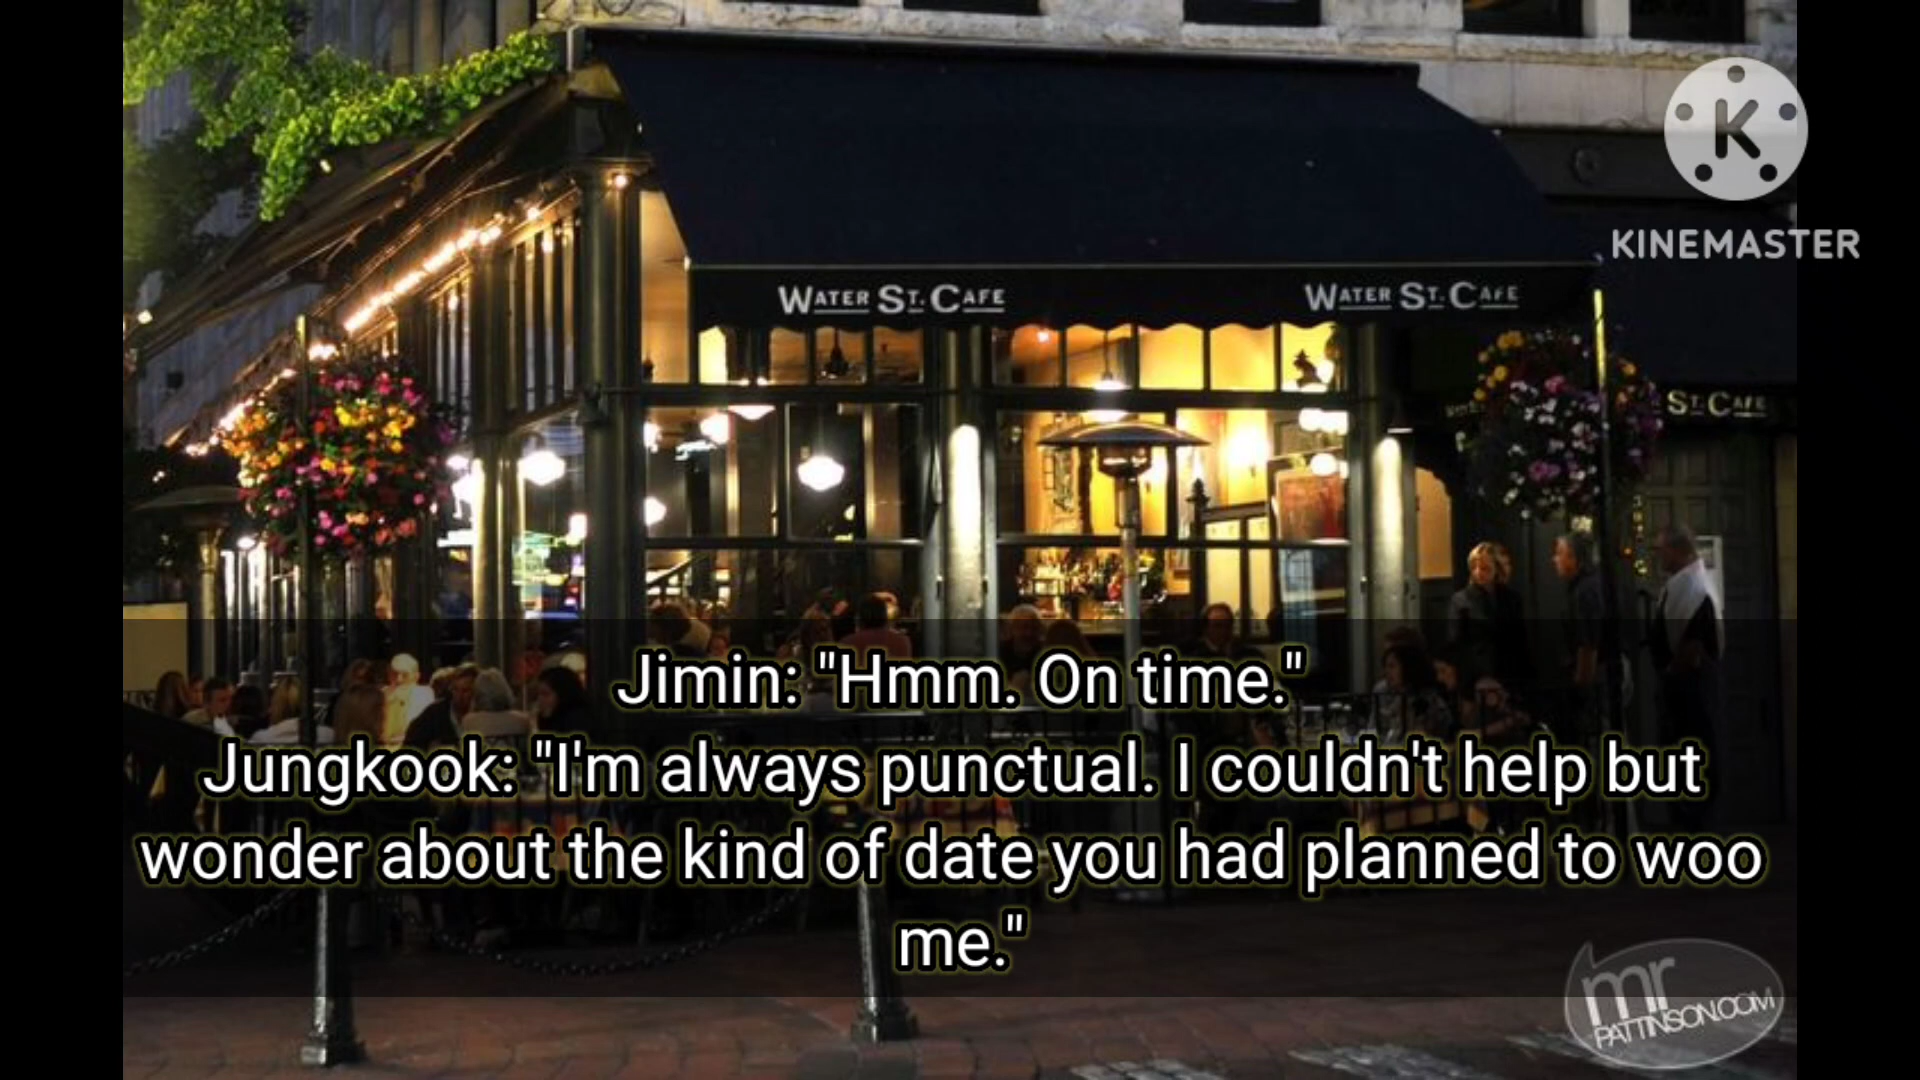 K
KINEMASTER
WATER ST. CAFE
WATER ST. CAFE
ST. CAFE
Jimin: "Hmm. On time."
Jungkook: "I'm always punctual. I couldn't help but
wonder about the kind of date you had planned to woo
me."
mr
PATTINSON.COM